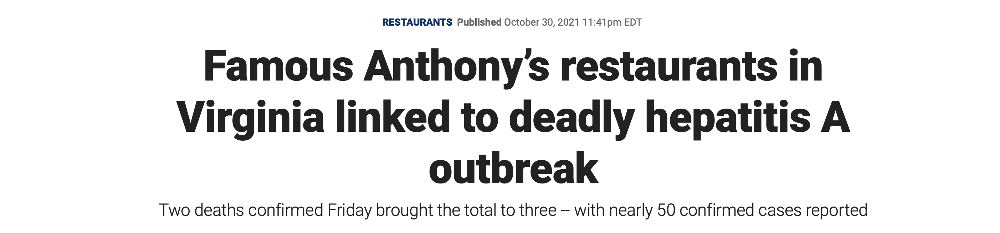 RESTAURANTS Published October 30, 2021 11:41pm EDT
Famous Anthony’s restaurants in
Virginia linked to deadly hepatitis A
outbreak
Two deaths confirmed Friday brought the total to three -- with nearly 50 confirmed cases reported